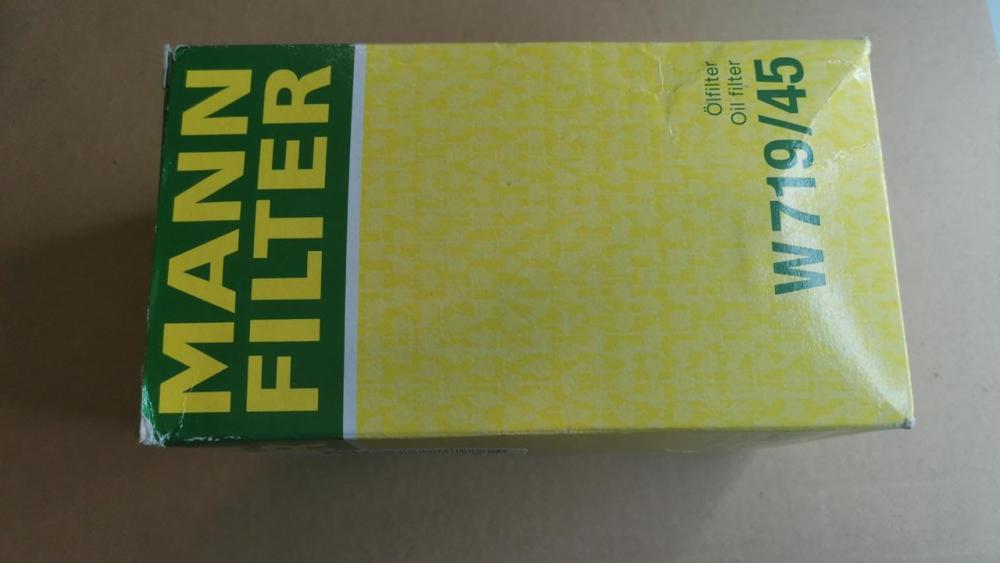 MANN
FILTER
Ölfilter
Oil filter
W 719/45